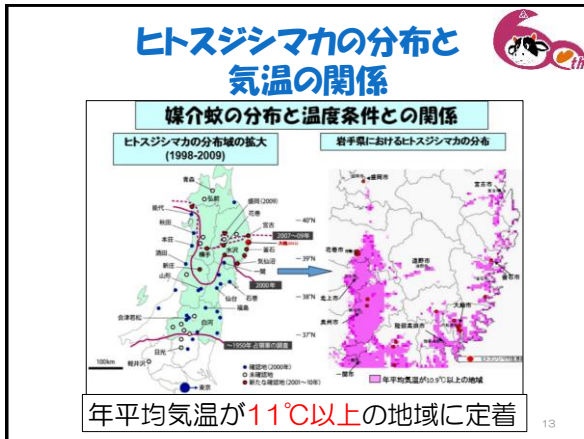 ヒトスジシマカの分布と
気温の関係
th
媒介蚊の分布と温度条件との関係
ヒトスジシマカの分布域の拡大
(1998-2009)
岩手県におけるヒトスジシマカの分布
青森
弘前
能代
盛岡(2009)
花巻
秋田
宮古
40°N
2007～09年
本荘
横手
水沢
釜石
酒田
気仙沼
39°N
新庄
一関
山形
2000年
仙台
石巻
38°N
福島
会津若松
白河
37°N
～1950年 占領軍の調査
日光
軽井沢
100km
東京
確認地(2000年)
未確認地
新たな確認地(2001～10年)
盛岡市
宮古市
花巻市
遠野市
釜石市
北上市
大船市
奥州市
陸前高田市
一関市
年平均気温が10.9℃以上の地域
年平均気温が11℃以上の地域に定着
13